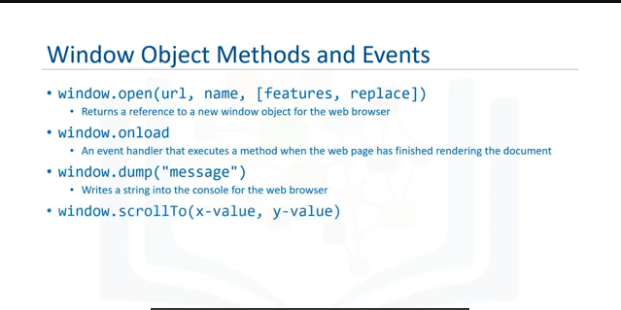 Window Object Methods and Events
• window.open(url, name, [features, replace])
• Returns a reference to a new window object for the web browser
• window.onload
• An event handler that executes a method when the web page has finished rendering the document
• window.dump("message")
• Writes a string into the console for the web browser
• window.scrollTo(x-value, y-value)